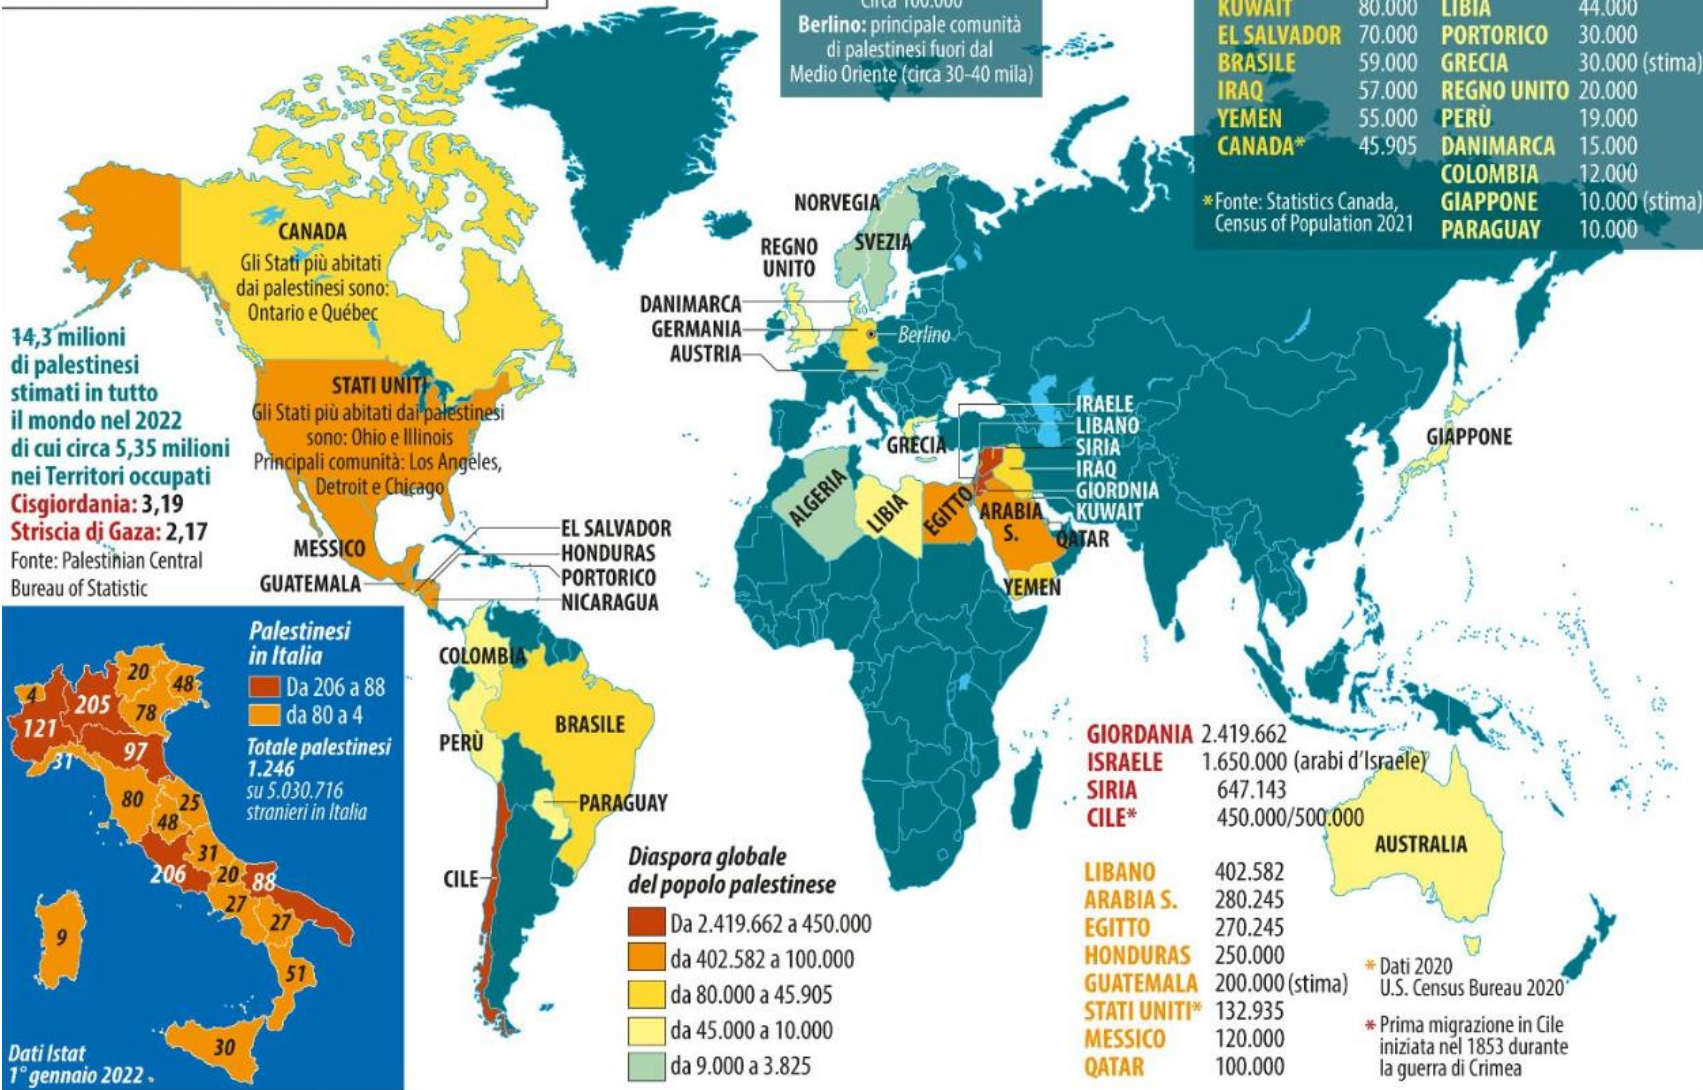 Circa 100.000
Berlino: principale comunità
di palestinesi fuori dal
Medio Oriente (circa 30-40 mila)
KUWAIT 80.000
EL SALVADOR 70.000
BRASILE 59.000
IRAQ 57.000
YEMEN 55.000
CANADA* 45.905
* Fonte: Statistics Canada,
Census of Population 2021
LIBIA 44.000
PORTORICO 30.000
GRECIA 30.000 (stima)
REGNO UNITO 20.000
PERÙ 19.000
DANIMARCA 15.000
COLOMBIA 12.000
GIAPPONE 10.000 (stima)
PARAGUAY 10.000
CANADA
Gli Stati più abitati
dai palestinesi sono:
Ontario e Québec
STATI UNITI
Gli Stati più abitati dai palestinesi
sono: Ohio e Illinois
Principali comunità: Los Angeles,
Detroit e Chicago
MESSICO
GUATEMALA
EL SALVADOR
HONDURAS
PORTORICO
NICARAGUA
COLOMBIA
PERÙ
BRASILE
PARAGUAY
CILE
NORVEGIA
SVEZIA
REGNO
UNITO
DANIMARCA
GERMANIA
AUSTRIA
Berlino
GRECIA
ALGERIA
LIBIA
EGITTO
ARABIA
S.
QATAR
YEMEN
IRAELE
LIBANO
SIRIA
IRAQ
GIORDNIA
KUWAIT
GIAPPONE
AUSTRALIA
14,3 milioni
di palestinesi
stimati in tutto
il mondo nel 2022
di cui circa 5,35 milioni
nei Territori occupati
Cisgiordania: 3,19
Striscia di Gaza: 2,17
Fonte: Palestinian Central
Bureau of Statistic
Palestinesi
in Italia
Da 206 a 88
da 80 a 4
Totale palestinesi
1.246
su 5.030.716
stranieri in Italia
4
121
205
20
48
78
97
31
80
25
48
31
206
20
88
27
27
51
9
30
Dati Istat
1° gennaio 2022
Diaspora globale
del popolo palestinese
Da 2.419.662 a 450.000
da 402.582 a 100.000
da 80.000 a 45.905
da 45.000 a 10.000
da 9.000 a 3.825
GIORDANIA 2.419.662
ISRAELE 1.650.000 (arabi d'Israele)
SIRIA 647.143
CILE* 450.000/500.000
LIBANO 402.582
ARABIA S. 280.245
EGITTO 270.245
HONDURAS 250.000
GUATEMALA 200.000 (stima)
STATI UNITI* 132.935
MESSICO 120.000
QATAR 100.000
* Dati 2020
U.S. Census Bureau 2020
* Prima migrazione in Cile
iniziata nel 1853 durante
la guerra di Crimea